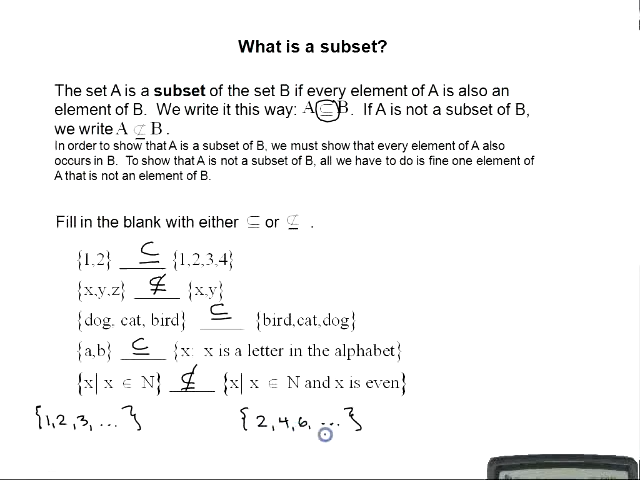 What is a subset?
The set A is a subset of the set B if every element of A is also an
element of B. We write it this way: A ⊆ B. If A is not a subset of B,
we write A ⊈ B.
In order to show that A is a subset of B, we must show that every element of A also
occurs in B. To show that A is not a subset of B, all we have to do is fine one element of
A that is not an element of B.
Fill in the blank with either ⊆ or ⊈ .
{1,2} ⊆ {1,2,3,4}
{x,y,z} ⊈ {x,y}
{dog, cat, bird} ⊆ {bird,cat,dog}
{a,b} ⊆ {x: x is a letter in the alphabet}
{x| x ∈ N} ⊈ {x| x ∈ N and x is even}
{1,2,3,...} {2,4,6,...}